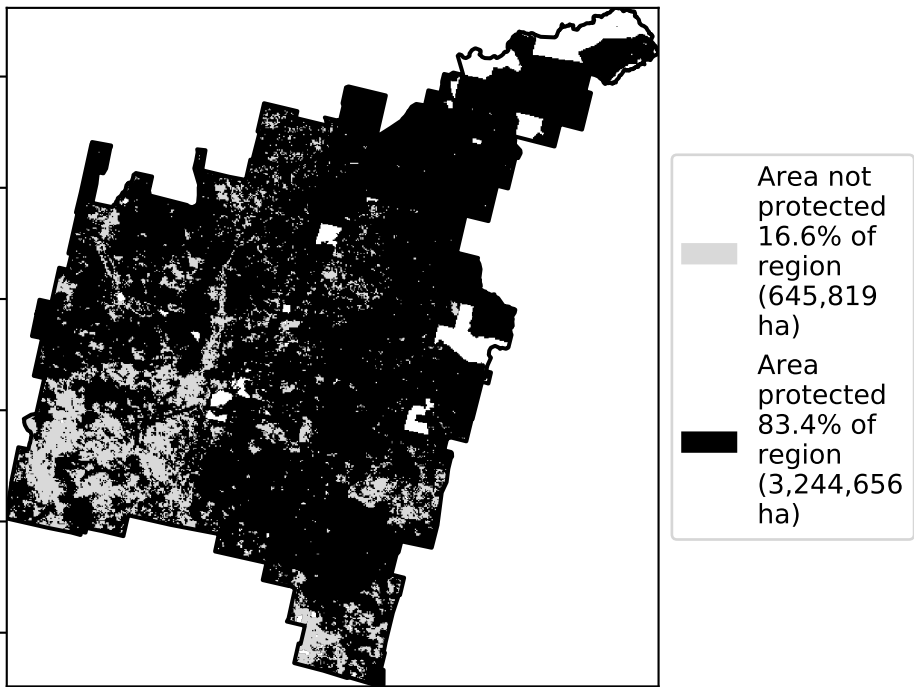 Area not
protected
16.6% of
region
(645,819
ha)
Area
protected
83.4% of
region
(3,244,656
ha)